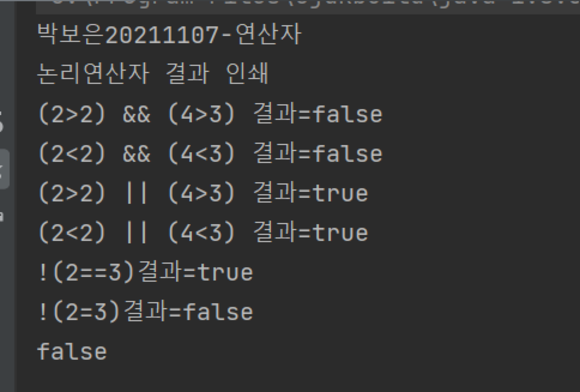 박보은20211107-연산자
논리연산자 결과 인쇄
(2>2) && (4>3) 결과=false
(2<2) && (4<3) 결과=false
(2>2) || (4>3) 결과=true
(2<2) || (4<3) 결과=true
!(2==3)결과=true
!(2=3)결과=false
false